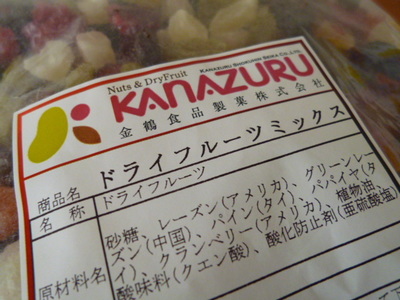 Nuts & DryFruit
KANAZURU SHOKUHIN SEIKA CO.,LTD.
KANAZURU
金鶴食品製菓株式会社
商品名 ドライフルーツミックス
名 称 ドライフルーツ
原材料名 砂糖、レーズン(アメリカ)、グリーンレー
ズン(中国)、パイン(タイ)、パパイヤ(タ
イ)、クランベリー(アメリカ)、植物油、
酸味料(クエン酸)、酸化防止剤(亜硫酸塩)